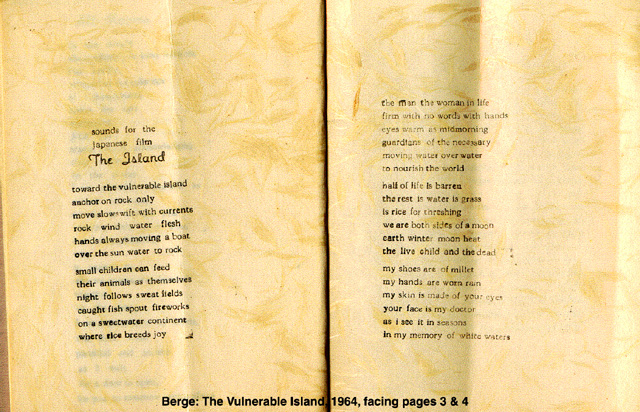 sounds for the
japanese film
The Island
toward the vulnerable island
anchor on rock only
move slow swift with currents
rock wind water flesh
hands always moving a boat
over the sun water to rock
small children can feed
their animals as themselves
night follows sweat fields
caught fish spout fireworks
on a sweetwater continent
where rice breeds joy
the man the woman in life
firm with no words with hands
eyes warm as midmorning
guardians of the necessary
moving water over water
to nourish the world
half of life is barren
the rest is water is grass
is rice for threshing
we are both sides of a moon
earth winter moon heat
the live child and the dead
my shoes are of millet
my hands are worn rain
my skin is made of your eyes
your face is my doctor
as i see it in seasons
in my memory of white waters
Berge: The Vulnerable Island, 1964, facing pages 3 & 4